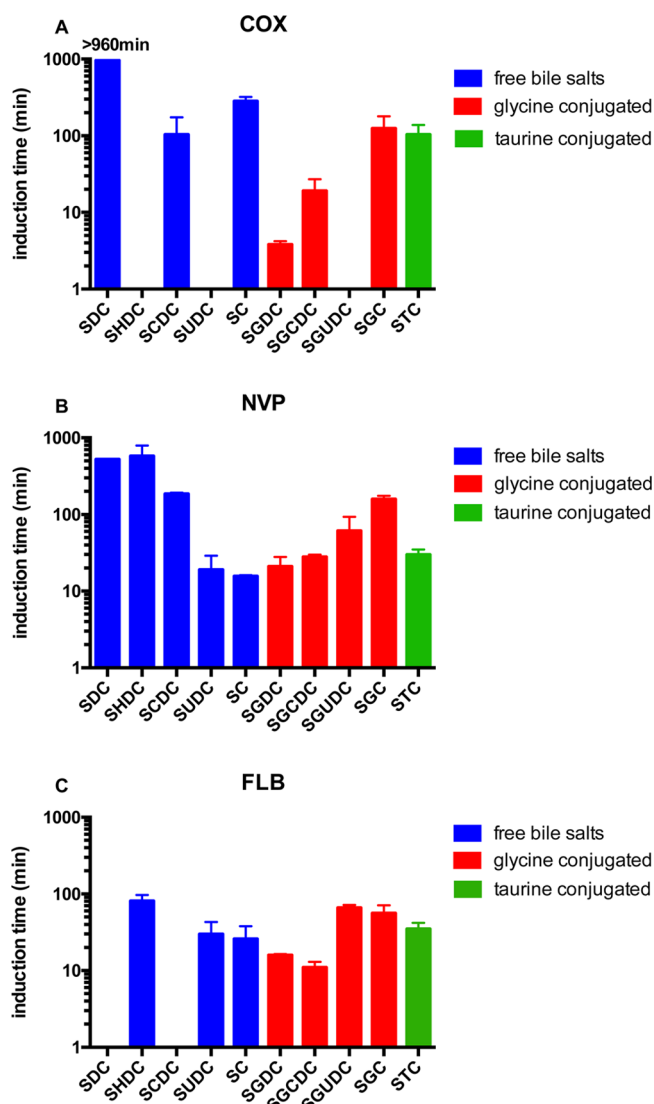 A
COX
>960min
induction time (min)
1000
100
10
1
SDC
SHDC
SCDC
SUDC
SC
SGDC
SGCDC
SGUDC
SGC
STC
free bile salts
glycine conjugated
taurine conjugated
B
NVP
induction time (min)
1000
100
10
1
SDC
SHDC
SCDC
SUDC
SC
SGDC
SGCDC
SGUDC
SGC
STC
free bile salts
glycine conjugated
taurine conjugated
C
FLB
induction time (min)
1000
100
10
1
SDC
SHDC
SCDC
SUDC
SC
SGDC
SGCDC
SGUDC
SGC
STC
free bile salts
glycine conjugated
taurine conjugated